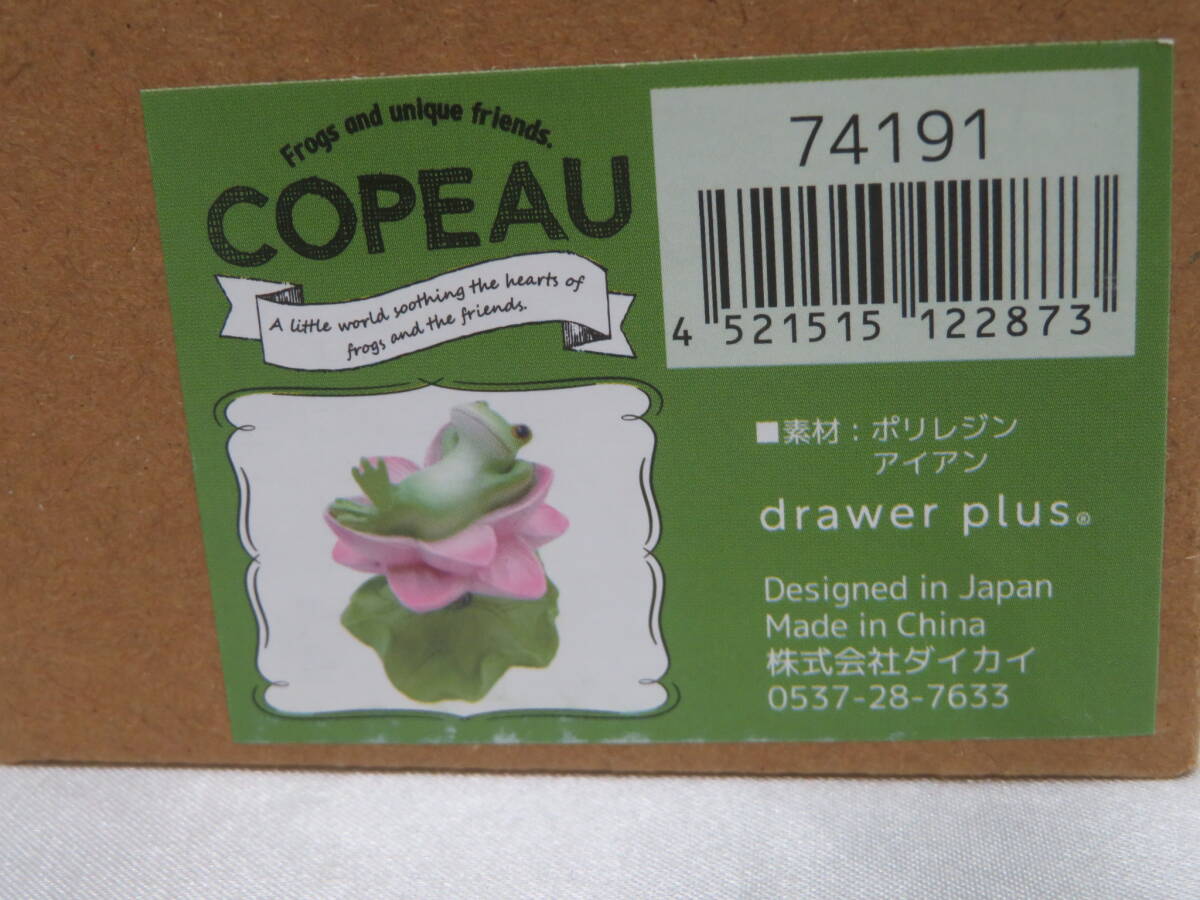 Frogs and unique friends.
COPEAU
A little world soothing the hearts of
frogs and the friends.
74191
4 521515 122873
■素材：ポリレジン
アイアン
drawer plus®
Designed in Japan
Made in China
株式会社ダイカイ
0537-28-7633